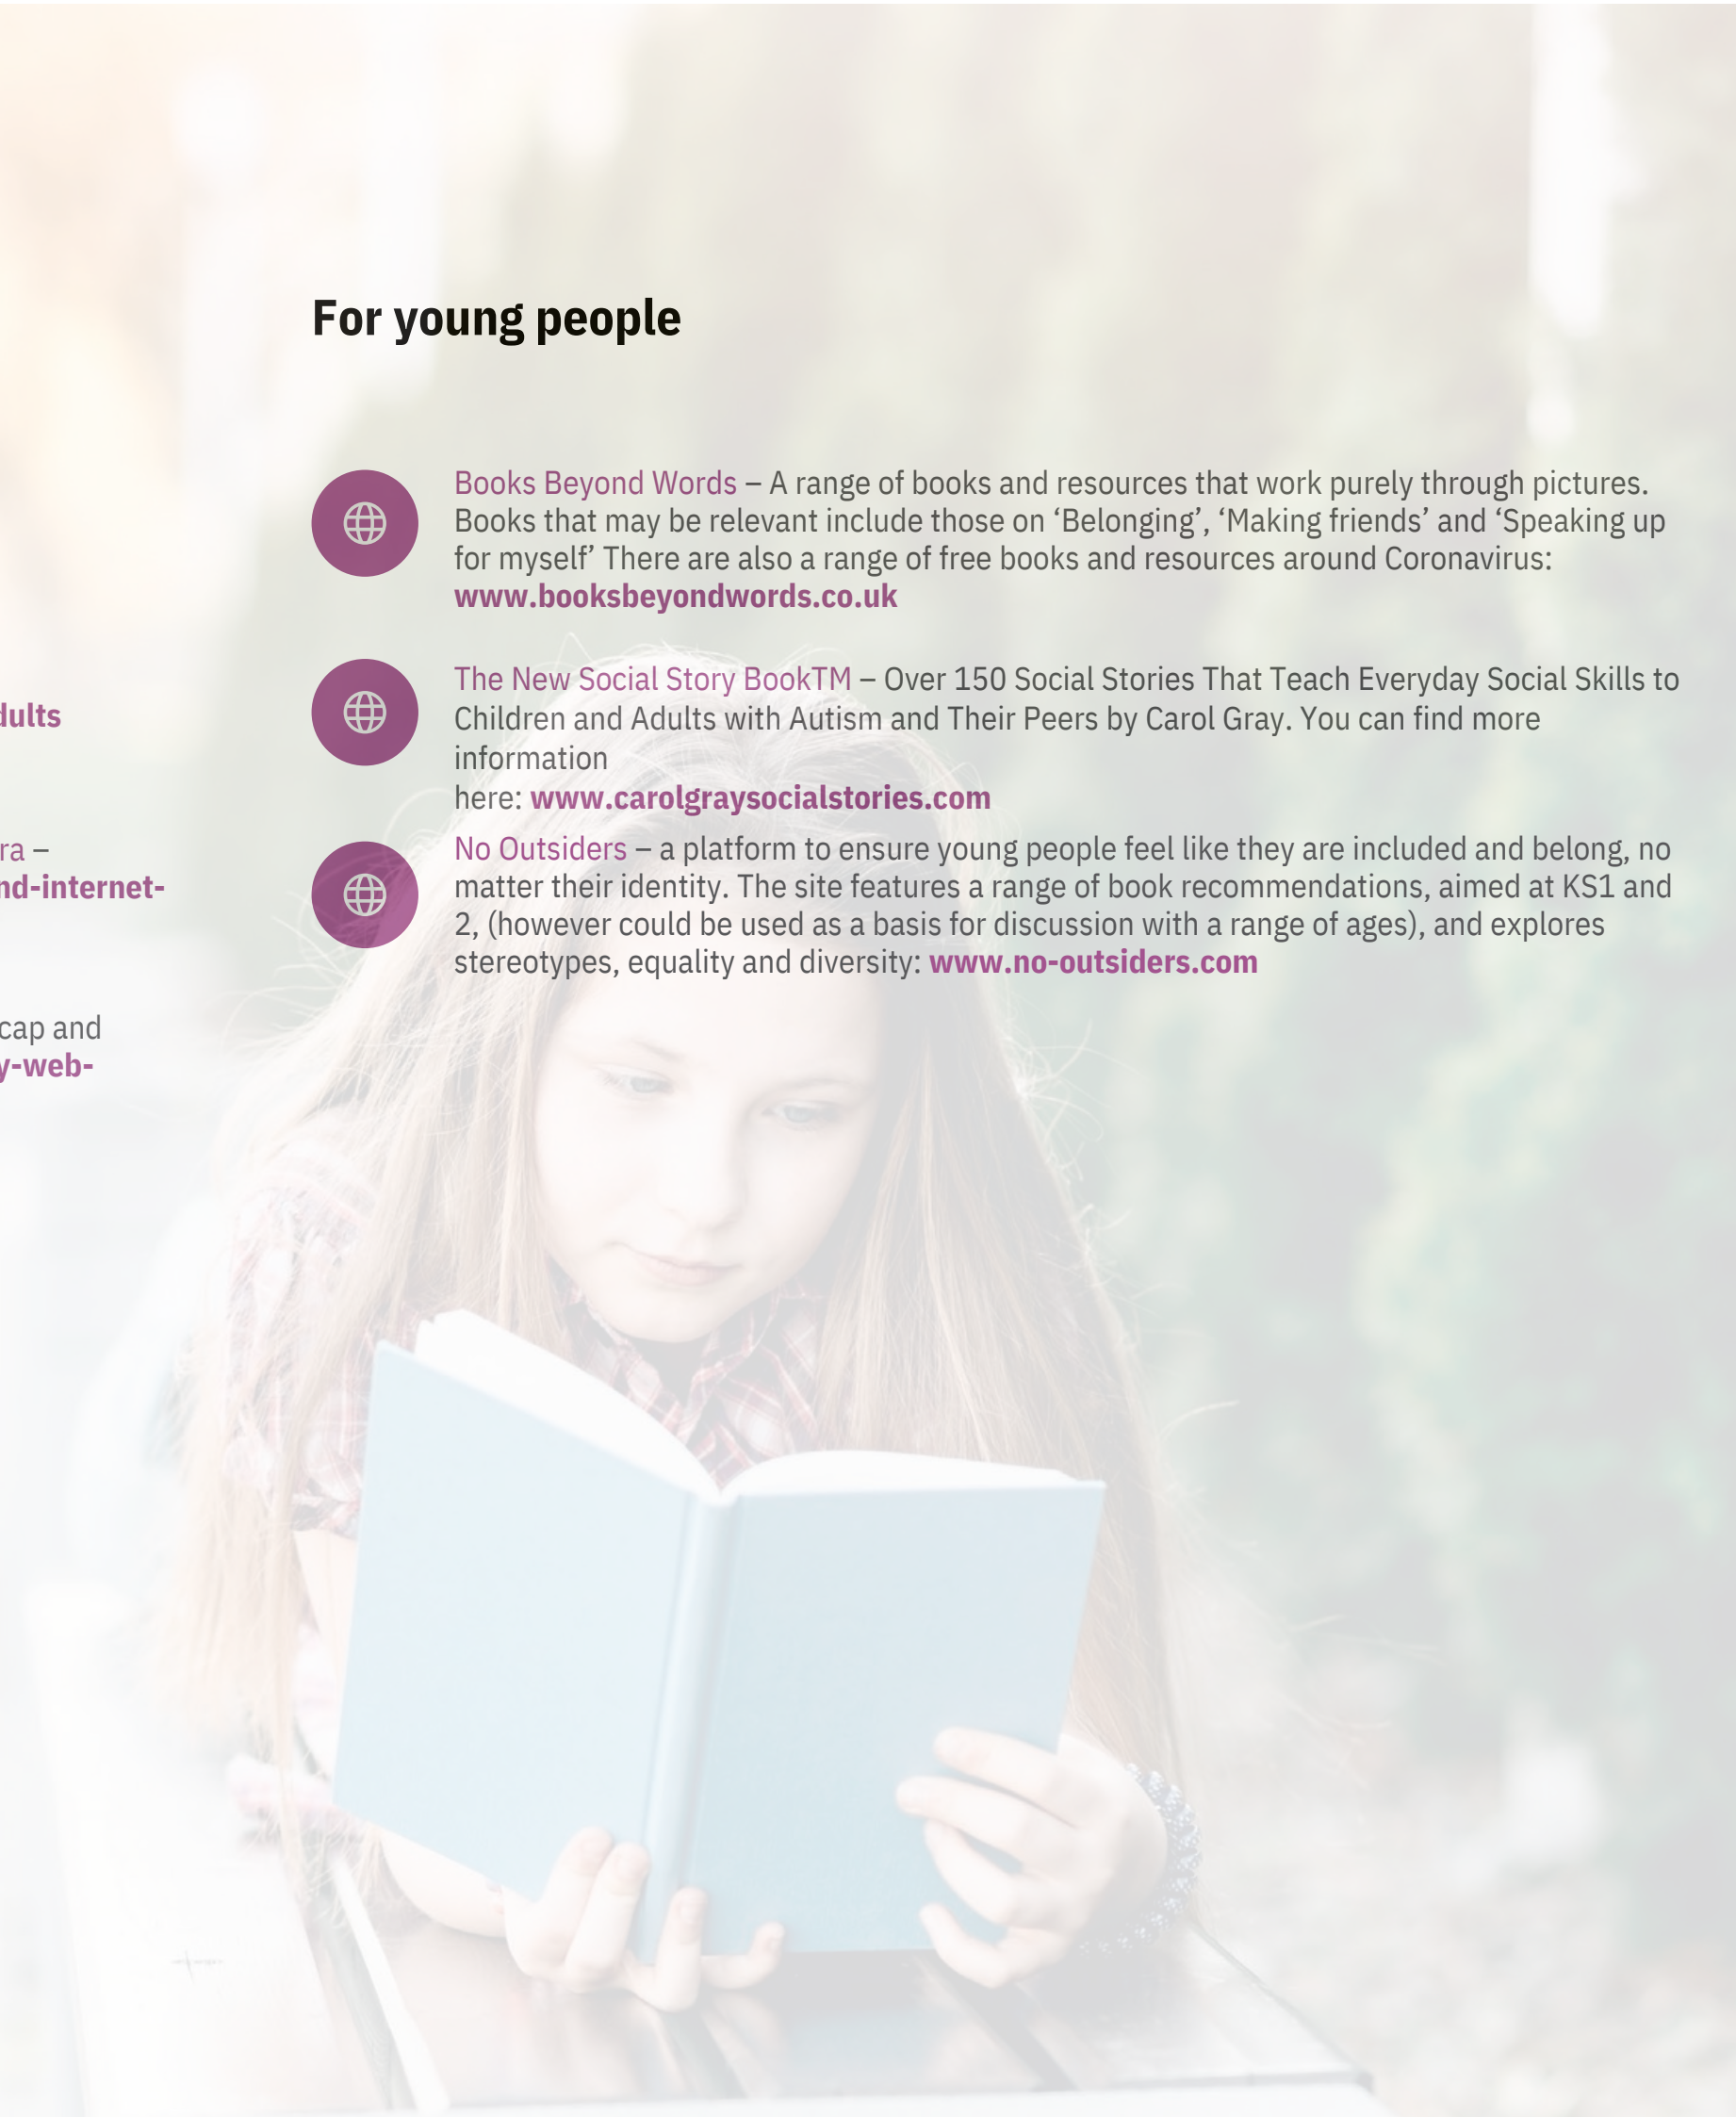 For young people
Books Beyond Words – A range of books and resources that work purely through pictures.
Books that may be relevant include those on ‘Belonging’, ‘Making friends’ and ‘Speaking up
for myself’ There are also a range of free books and resources around Coronavirus:
www.booksbeyondwords.co.uk
The New Social Story BookTM – Over 150 Social Stories That Teach Everyday Social Skills to
Children and Adults with Autism and Their Peers by Carol Gray. You can find more
information
here: www.carolgraysocialstories.com
No Outsiders – a platform to ensure young people feel like they are included and belong, no
matter their identity. The site features a range of book recommendations, aimed at KS1 and
2, (however could be used as a basis for discussion with a range of ages), and explores
stereotypes, equality and diversity: www.no-outsiders.com
dults
ra –
nd-internet-
cap and
y-web-